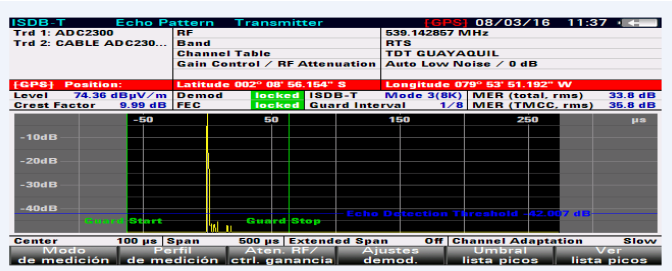 ISDB-T Echo Pattern Transmitter [GPS] 08/03/16 11:37
Trd 1: ADC2300 RF 539.142857 MHz
Trd 2: CABLE ADC230... Band RTS
Channel Table TDT GUAYAQUIL
Gain Control / RF Attenuation Auto Low Noise / 0 dB
[GPS] Position: Latitude 002° 08' 56.154" S Longitude 079° 53' 51.192" W
Level 74.36 dBµV/m Demod locked ISDB-T Mode 3(8K) MER (total, rms) 33.8 dB
Crest Factor 9.99 dB FEC locked Guard Interval 1/8 MER (TMCC, rms) 35.8 dB
-50 50 150 250 µs
-10dB
-20dB
-30dB
-40dB
Echo Detection Threshold -42.007 dB
Guard Start Guard Stop
Center 100 µs Span 500 µs Extended Span Off Channel Adaptation Slow
Modo Perfil Aten. RF/ Ajustes Umbral Ver
de medición de medición ctrl. ganancia demod. lista picos lista picos